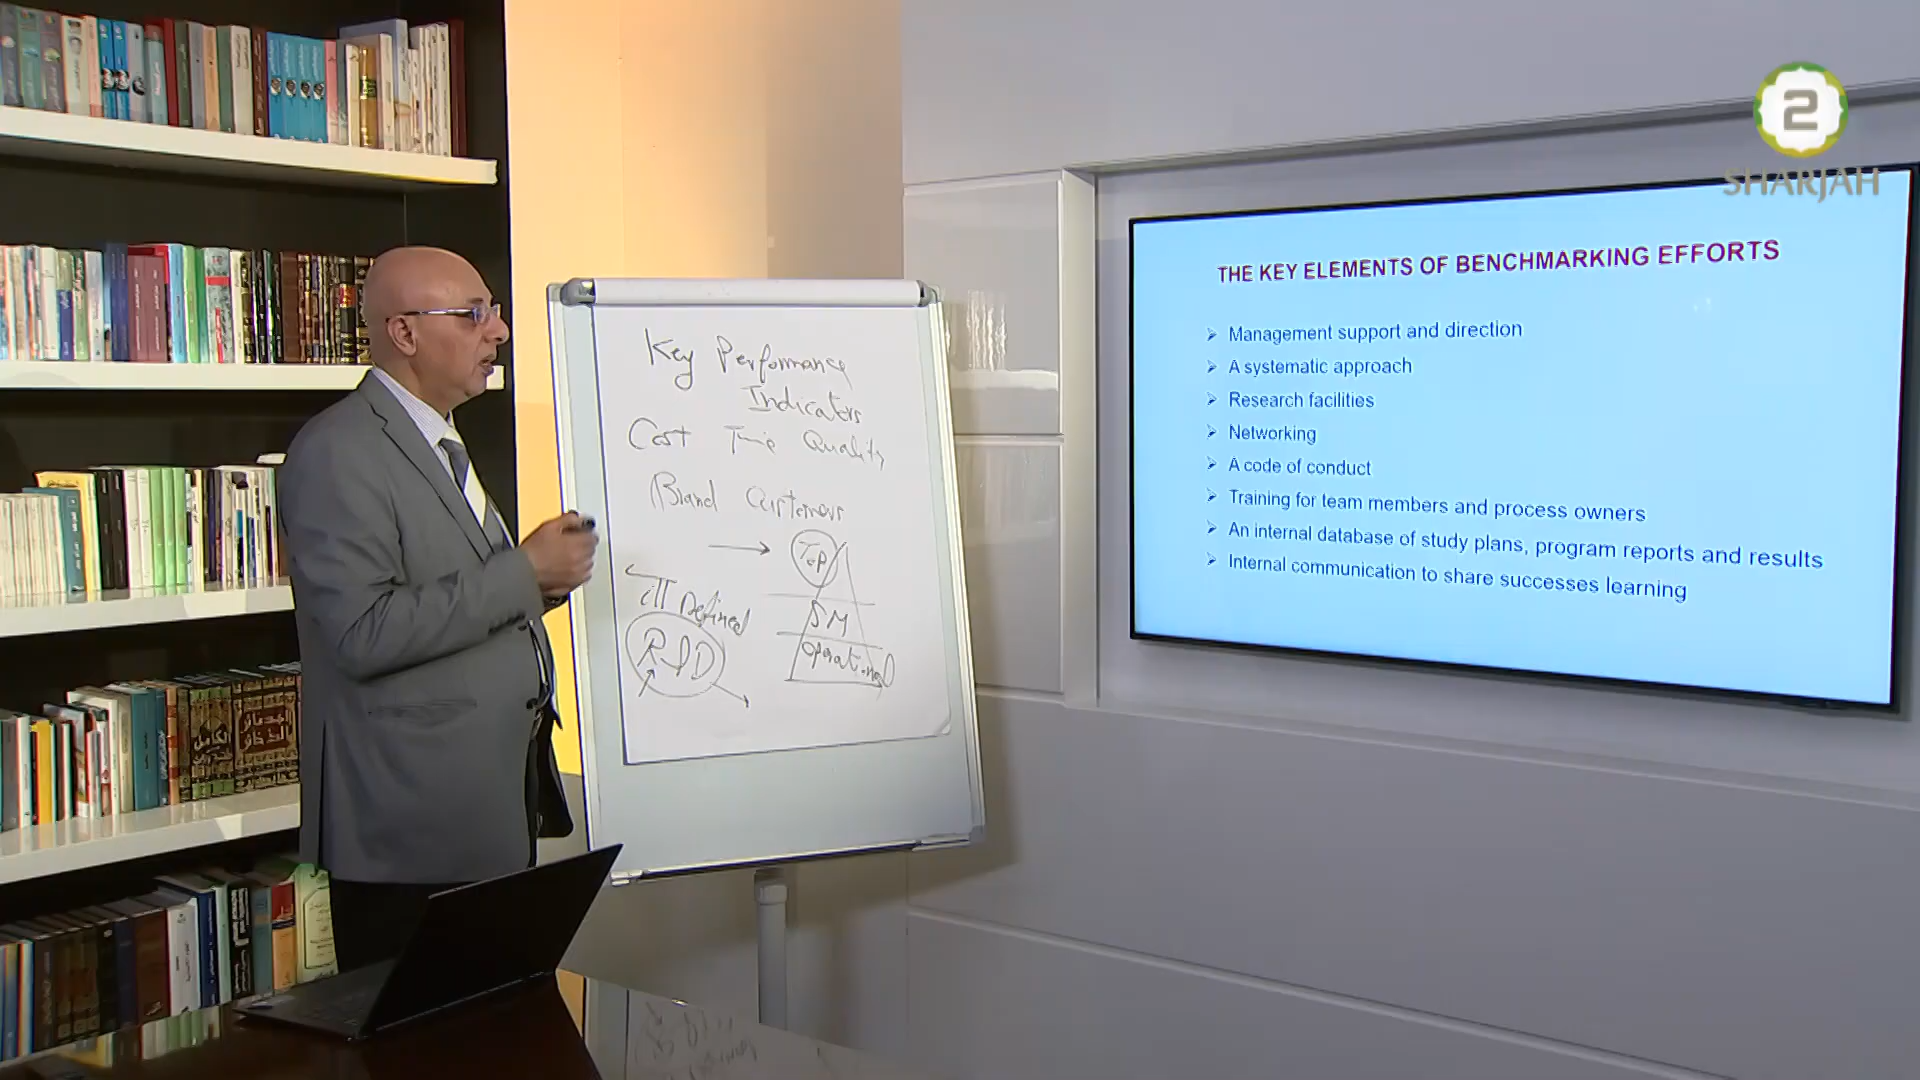 2
SHARJAH
THE KEY ELEMENTS OF BENCHMARKING EFFORTS
Management support and direction
A systematic approach
Research facilities
Networking
A code of conduct
Training for team members and process owners
An internal database of study plans, program reports and results
Internal communication to share successes learning
Key Performance
Indicators
Cost Time Quality
Brand Customers
Top
ill Defined
SM
R&D
operational
الكامل